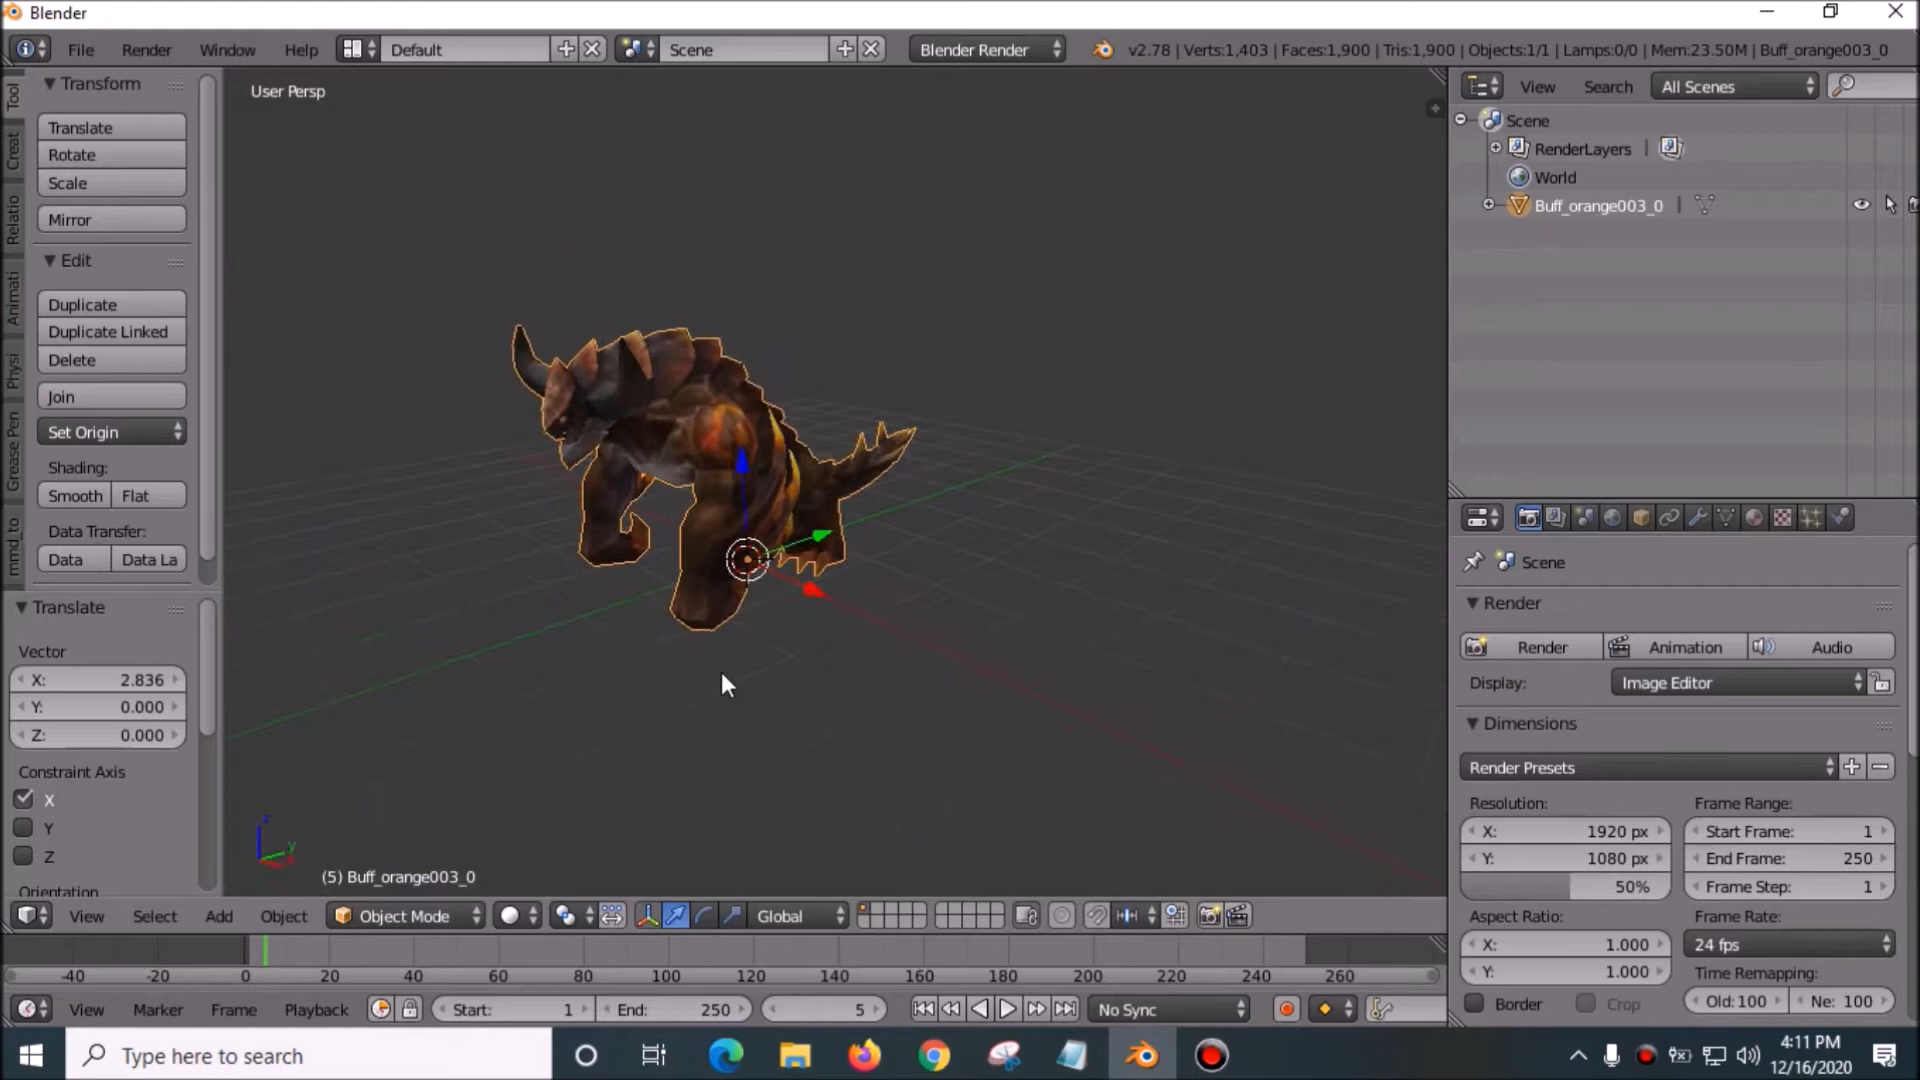 Blender
File Render Window Help Default Scene Blender Render v2.78 | Verts:1,403 | Faces:1,900 | Tris:1,900 | Objects:1/1 | Lamps:0/0 | Mem:23.50M | Buff_orange003_0
Tool
Creat
Relatio
Animati
Physi
Grease Pen
mmd_to
Transform
Translate
Rotate
Scale
Mirror
Edit
Duplicate
Duplicate Linked
Delete
Join
Set Origin
Shading:
Smooth Flat
Data Transfer:
Data Data La
Translate
Vector
X: 2.836
Y: 0.000
Z: 0.000
Constraint Axis
X
Y
Z
Orientation
User Persp
z
y
(5) Buff_orange003_0
View Select Add Object Object Mode Global
View Search All Scenes
Scene
RenderLayers |
World
Buff_orange003_0 |
Scene
Render
Render Animation Audio
Display: Image Editor
Dimensions
Render Presets
Resolution: Frame Range:
X: 1920 px Start Frame: 1
Y: 1080 px End Frame: 250
50% Frame Step: 1
Aspect Ratio: Frame Rate:
X: 1.000 24 fps
Y: 1.000 Time Remapping:
Border Crop Old: 100 Ne: 100
-40 -20 0 20 40 60 80 100 120 140 160 180 200 220 240 260
View Marker Frame Playback Start: 1 End: 250 5 No Sync
Type here to search
4:11 PM
12/16/2020